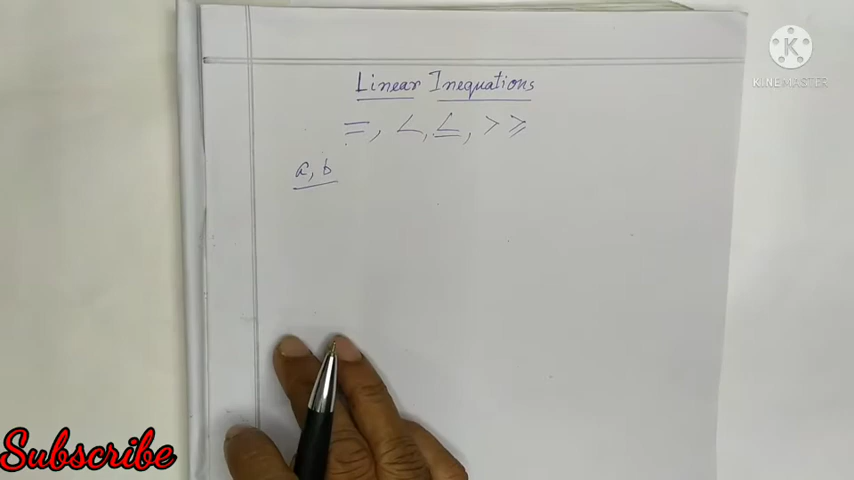 Linear Inequations
=, <, ≤, > ≥
a, b
K
KINEMASTER
Subscribe